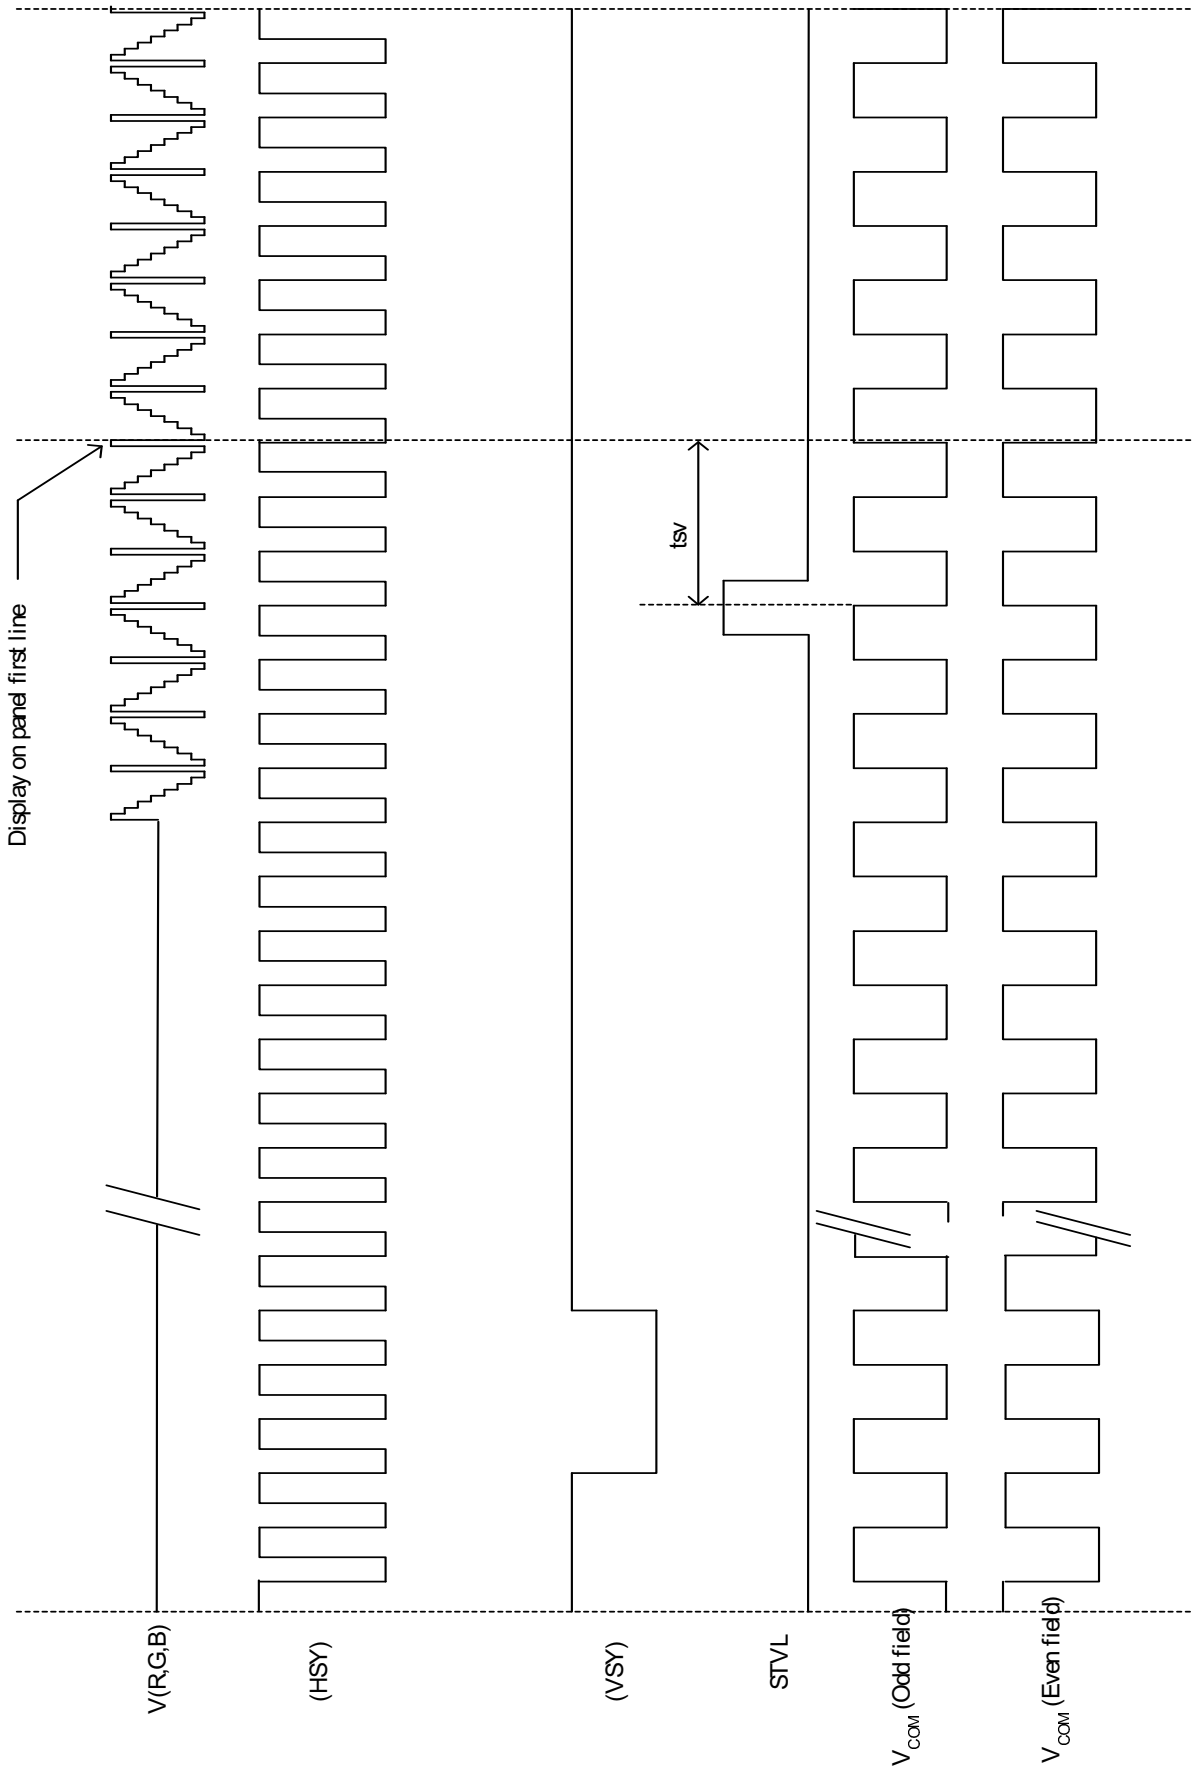 Display on panel first line
V(R,G,B)
(HSY)
(VSY)
tsv
STVL
VCOM (Odd field)
VCOM (Even field)